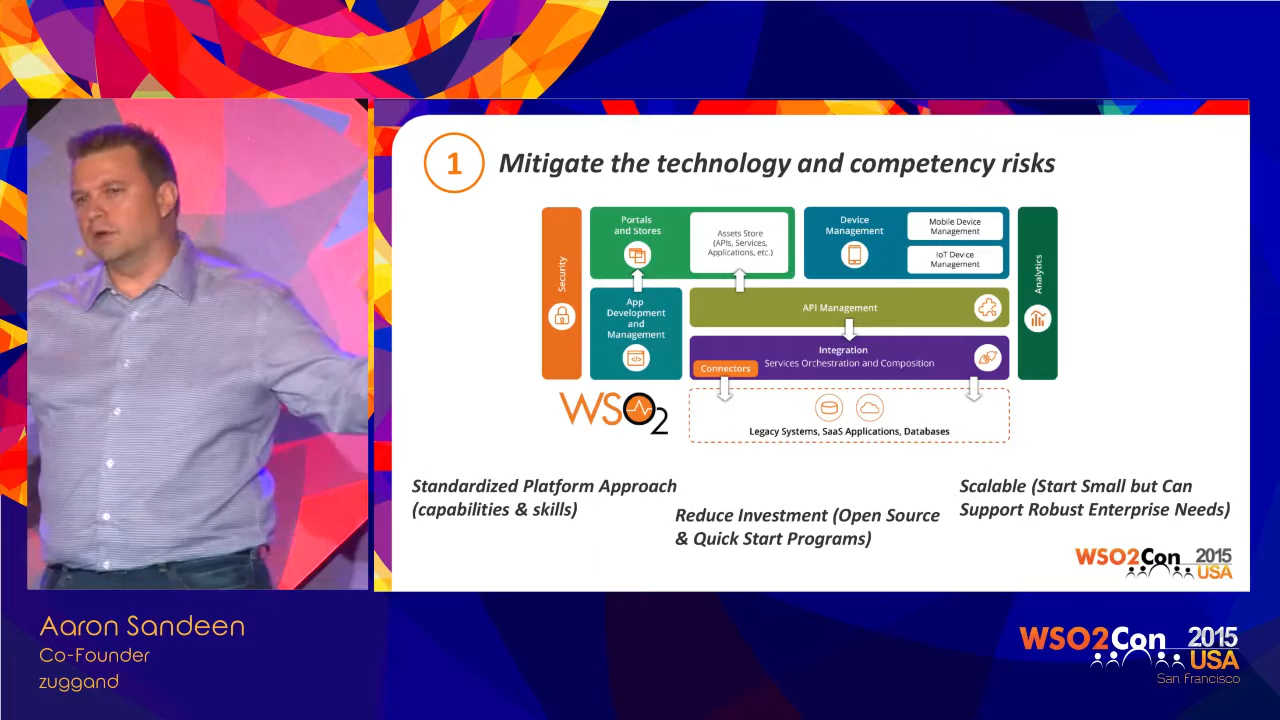 1
Mitigate the technology and competency risks
Security
Portals
and Stores
Assets Store
(APIs, Services,
Applications, etc.)
Device
Management
Mobile Device
Management
IoT Device
Management
Analytics
App
Development
and
Management
API Management
Integration
Services Orchestration and Composition
Connectors
WSO2
Legacy Systems, SaaS Applications, Databases
Standardized Platform Approach
(capabilities & skills)
Reduce Investment (Open Source
& Quick Start Programs)
Scalable (Start Small but Can
Support Robust Enterprise Needs)
WSO2Con 2015
USA
Aaron Sandeen
Co-Founder
zuggand
WSO2Con 2015
USA
San Francisco